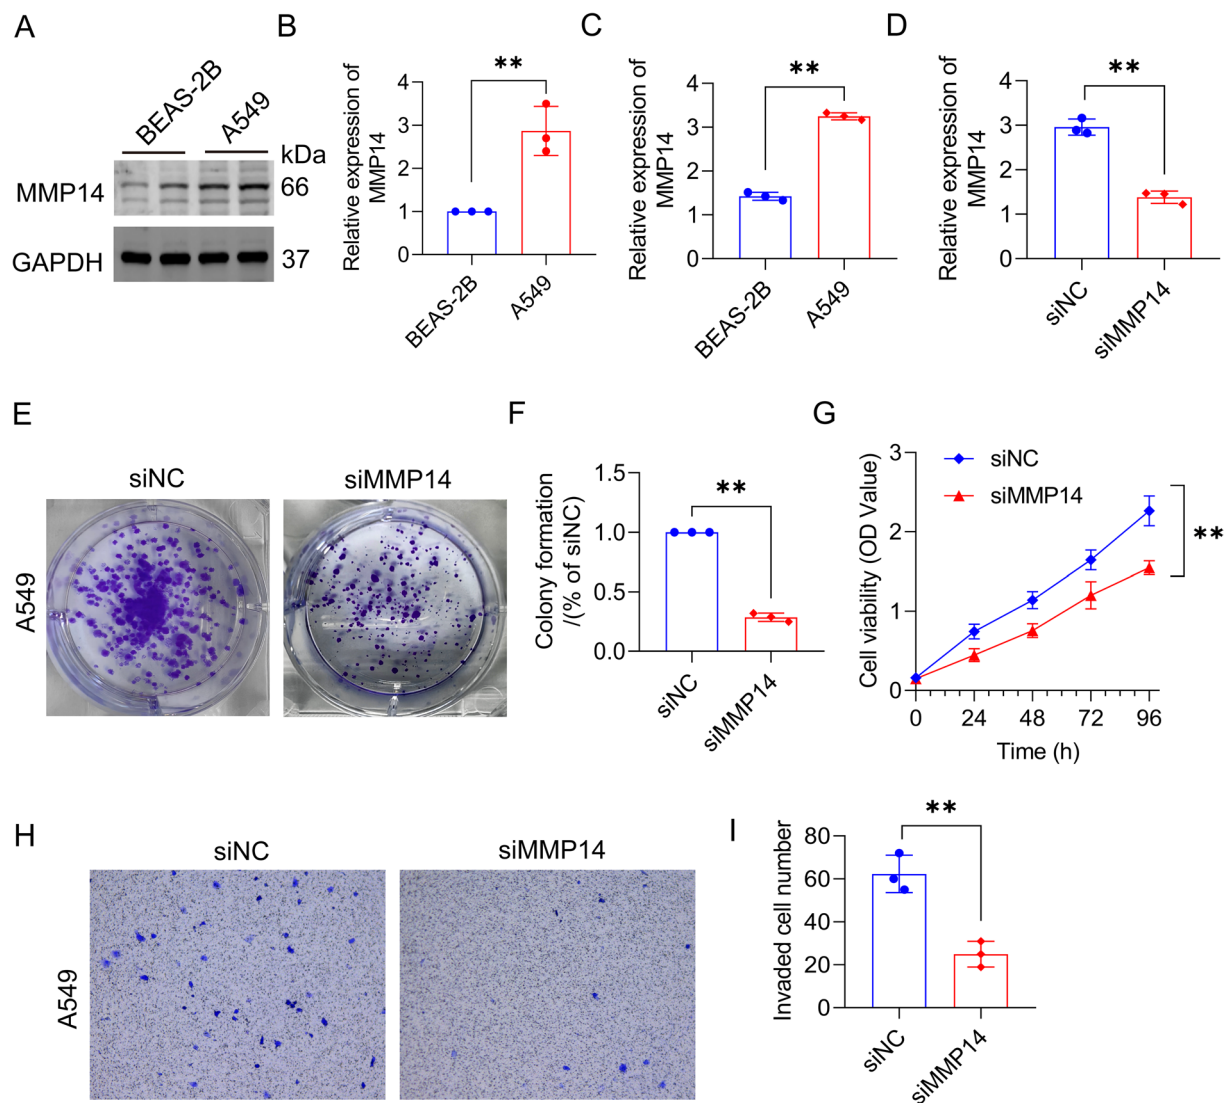 A
BEAS-2B
A549
kDa
MMP14
66
GAPDH
37
B
Relative expression of
MMP14
4
3
2
1
0
**
BEAS-2B
A549
C
Relative expression of
MMP14
4
3
2
1
0
**
BEAS-2B
A549
D
Relative expression of
MMP14
4
3
2
1
0
**
siNC
siMMP14
E
siNC
siMMP14
A549
F
Colony formation
/(% of siNC)
1.5
1.0
0.5
0.0
**
siNC
siMMP14
G
Cell viability (OD Value)
3
2
1
0
siNC
siMMP14
**
0 24 48 72 96
Time (h)
H
siNC
siMMP14
A549
I
Invaded cell number
80
60
40
20
0
**
siNC
siMMP14